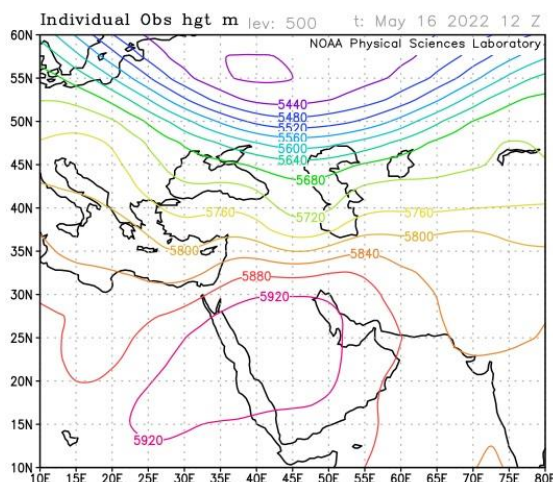 Individual Obs hgt m lev: 500 t: May 16 2022 12 Z
NOAA Physical Sciences Laboratory
60N
55N
50N
45N
40N
35N
30N
25N
20N
15N
10N
5440
5480
5520
5560
5600
5640
5680
5720
5760
5760
5800
5800
5840
5880
5920
5920
10E 15E 20E 25E 30E 35E 40E 45E 50E 55E 60E 65E 70E 75E 80E